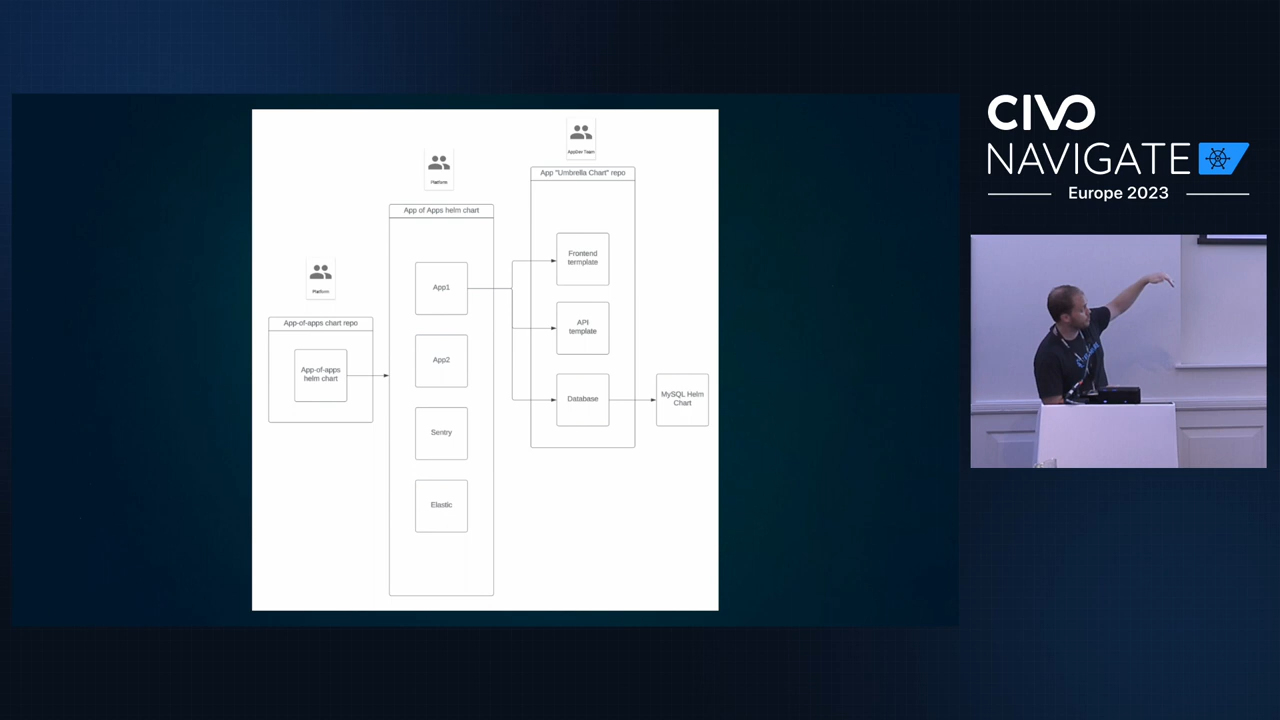 AppDev Team
App "Umbrella Chart" repo
Platform
App of Apps helm chart
Frontend
termplate
App1
API
template
Platform
App-of-apps chart repo
App-of-apps
helm chart
App2
Database
MySQL Helm
Chart
Sentry
Elastic
CIVO
NAVIGATE
Europe 2023